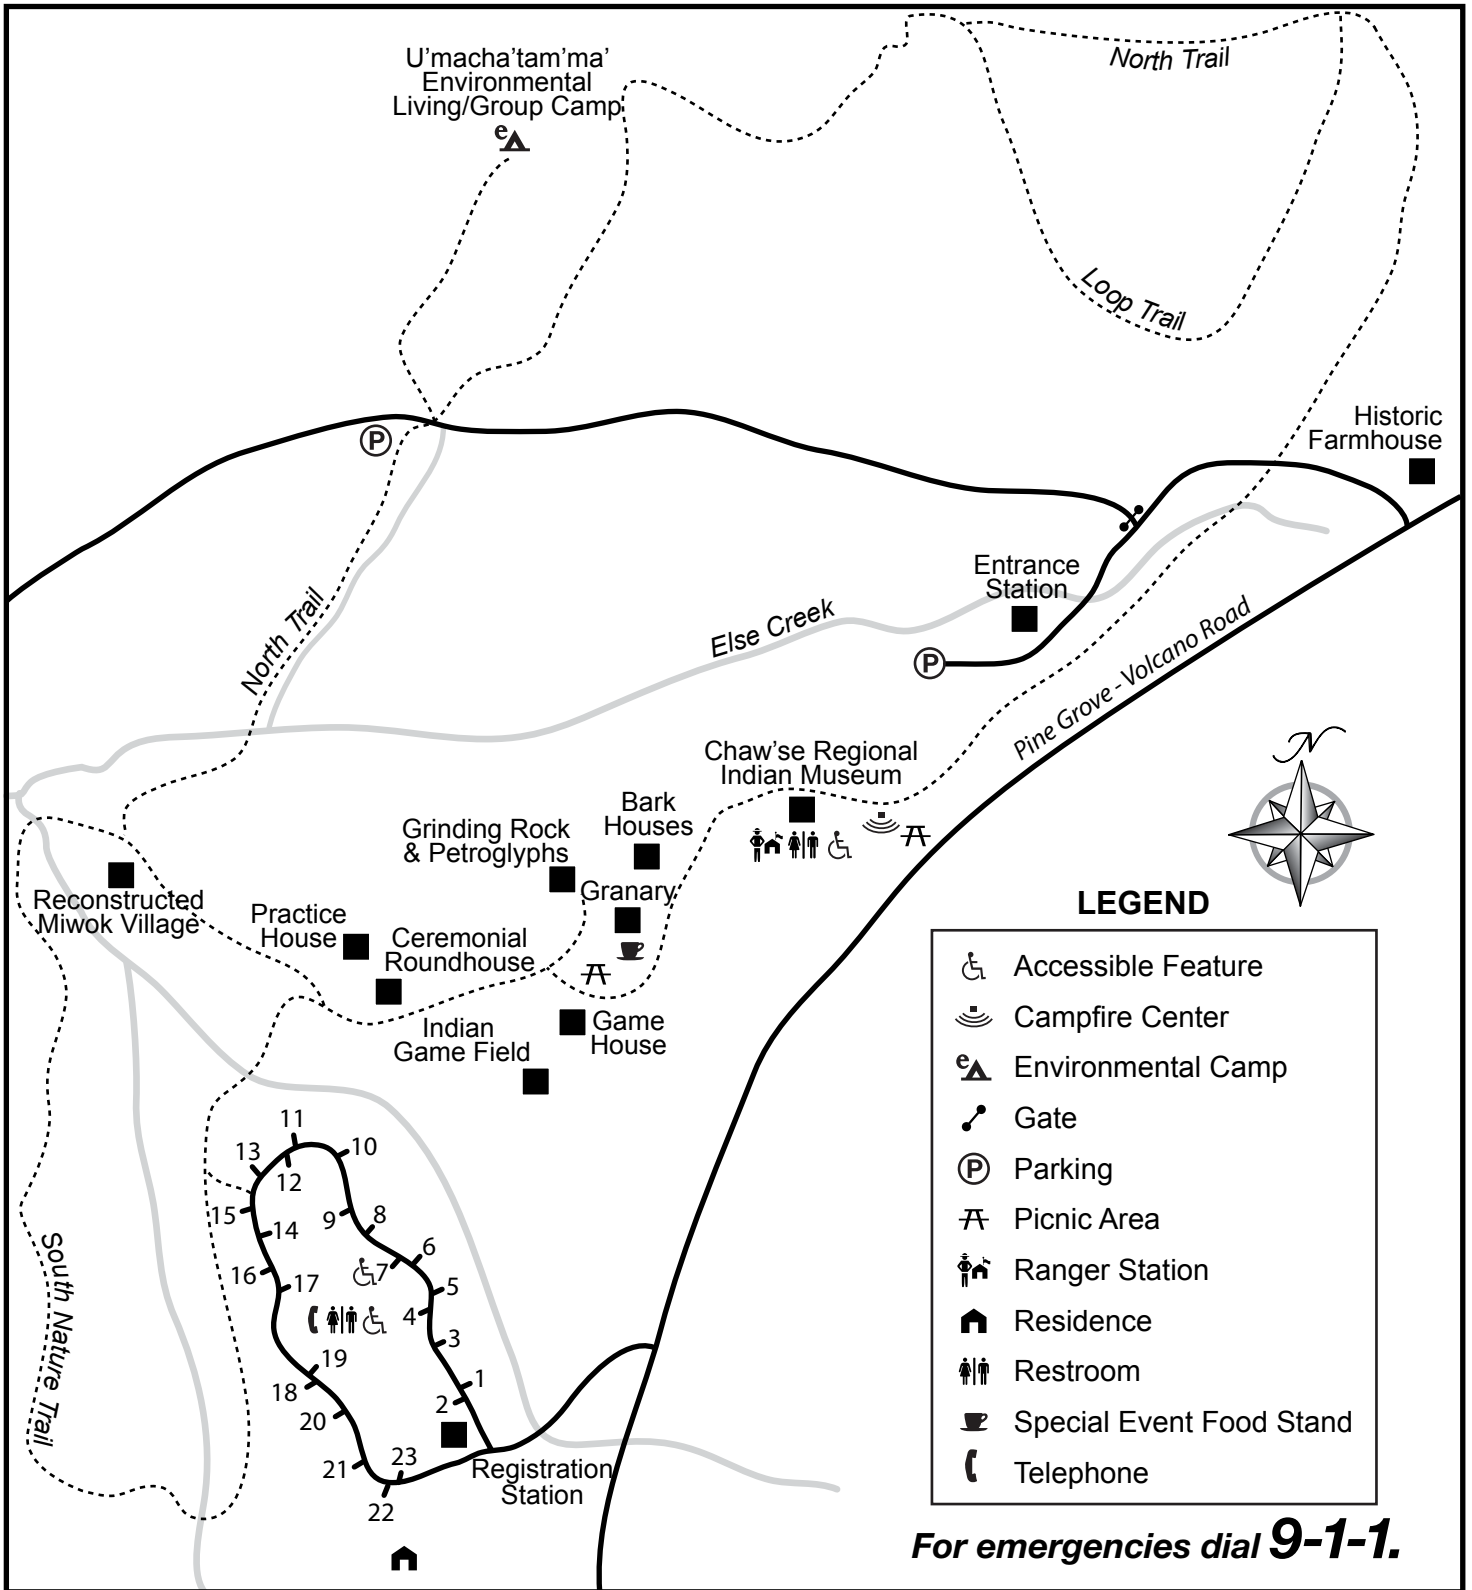 U'macha'tam'ma'
Environmental
Living/Group Camp
e
North Trail
Loop Trail
Historic
Farmhouse
P
Entrance
Station
North Trail
Else Creek
P
Pine Grove - Volcano Road
N
Chaw'se Regional
Indian Museum
Bark
Houses
Grinding Rock
& Petroglyphs
Granary
Reconstructed
Miwok Village
Practice
House
Ceremonial
Roundhouse
Indian
Game Field
Game
House
11
13
10
12
15
9
8
14
6
16
17
7
5
4
3
19
18
1
2
20
21
23
22
Registration
Station
South Nature Trail
LEGEND
Accessible Feature
Campfire Center
e
Environmental Camp
Gate
P
Parking
Picnic Area
Ranger Station
Residence
Restroom
Special Event Food Stand
Telephone
For emergencies dial 9-1-1.